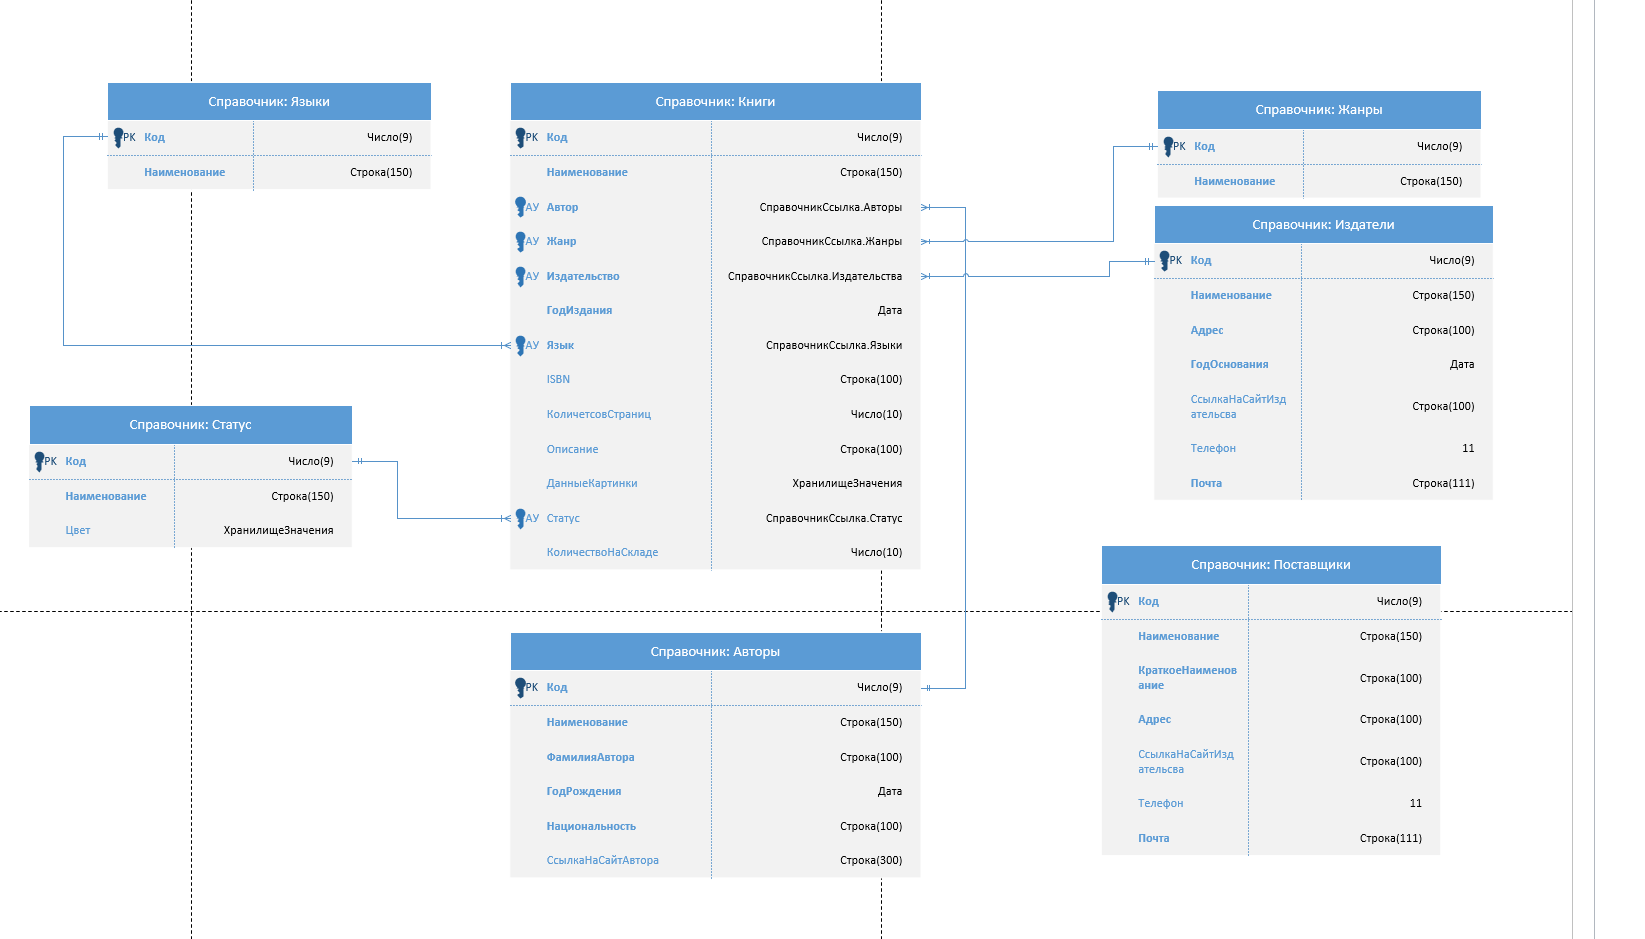 Справочник: Языки
PK Код Число(9)
Наименование Строка(150)
Справочник: Книги
PK Код Число(9)
Наименование Строка(150)
АУ Автор СправочникСсылка.Авторы
АУ Жанр СправочникСсылка.Жанры
АУ Издательство СправочникСсылка.Издательства
ГодИздания Дата
АУ Язык СправочникСсылка.Языки
ISBN Строка(100)
КоличетсовСтраниц Число(10)
Описание Строка(100)
ДанныеКартинки ХранилищеЗначения
АУ Статус СправочникСсылка.Статус
КоличествоНаСкладе Число(10)
Справочник: Жанры
PK Код Число(9)
Наименование Строка(150)
Справочник: Издатели
PK Код Число(9)
Наименование Строка(150)
Адрес Строка(100)
ГодОснования Дата
СсылкаНаСайтИзд
ательсва Строка(100)
Телефон 11
Почта Строка(111)
Справочник: Статус
PK Код Число(9)
Наименование Строка(150)
Цвет ХранилищеЗначения
Справочник: Поставщики
PK Код Число(9)
Наименование Строка(150)
КраткоеНаименов
ание Строка(100)
Адрес Строка(100)
СсылкаНаСайтИзд
ательсва Строка(100)
Телефон 11
Почта Строка(111)
Справочник: Авторы
PK Код Число(9)
Наименование Строка(150)
ФамилияАвтора Строка(100)
ГодРождения Дата
Национальность Строка(100)
СсылкаНаСайтАвтора Строка(300)